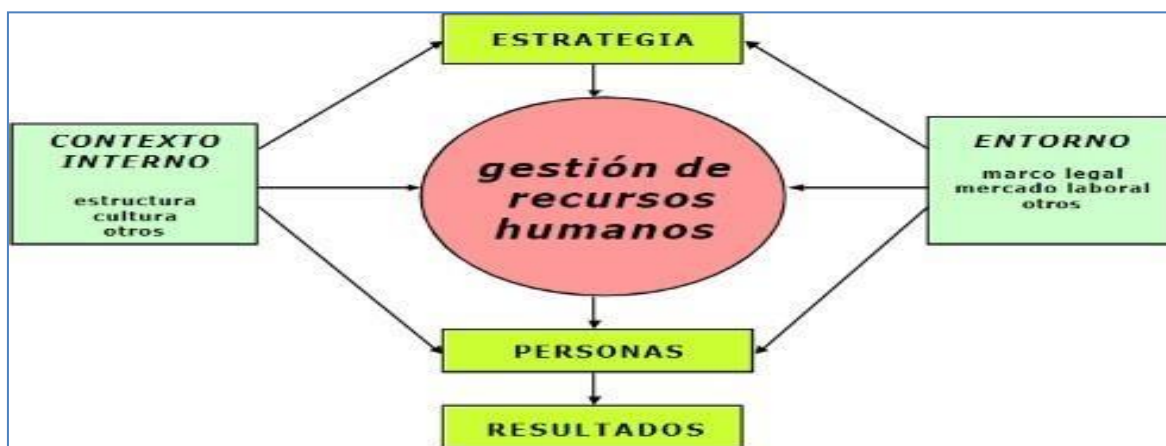 ESTRATEGIA
CONTEXTO
INTERNO
estructura
cultura
otros
gestión de
recursos
humanos
ENTORNO
marco legal
mercado laboral
otros
PERSONAS
RESULTADOS